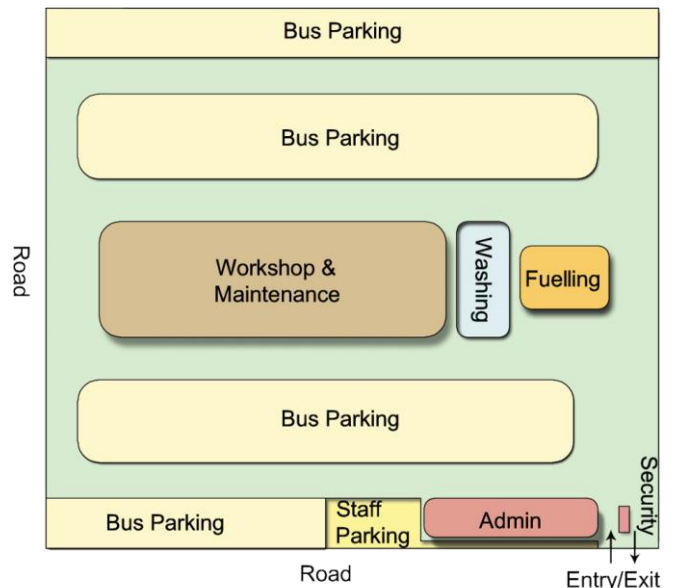 Bus Parking
Bus Parking
Road
Workshop &
Maintenance
Washing
Fuelling
Bus Parking
Security
Bus Parking
Staff
Parking
Admin
Road
Entry/Exit